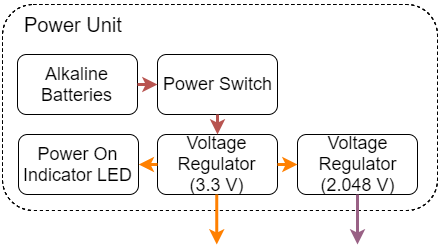 Power Unit
Alkaline
Batteries
Power Switch
Power On
Indicator LED
Voltage
Regulator
(3.3 V)
Voltage
Regulator
(2.048 V)